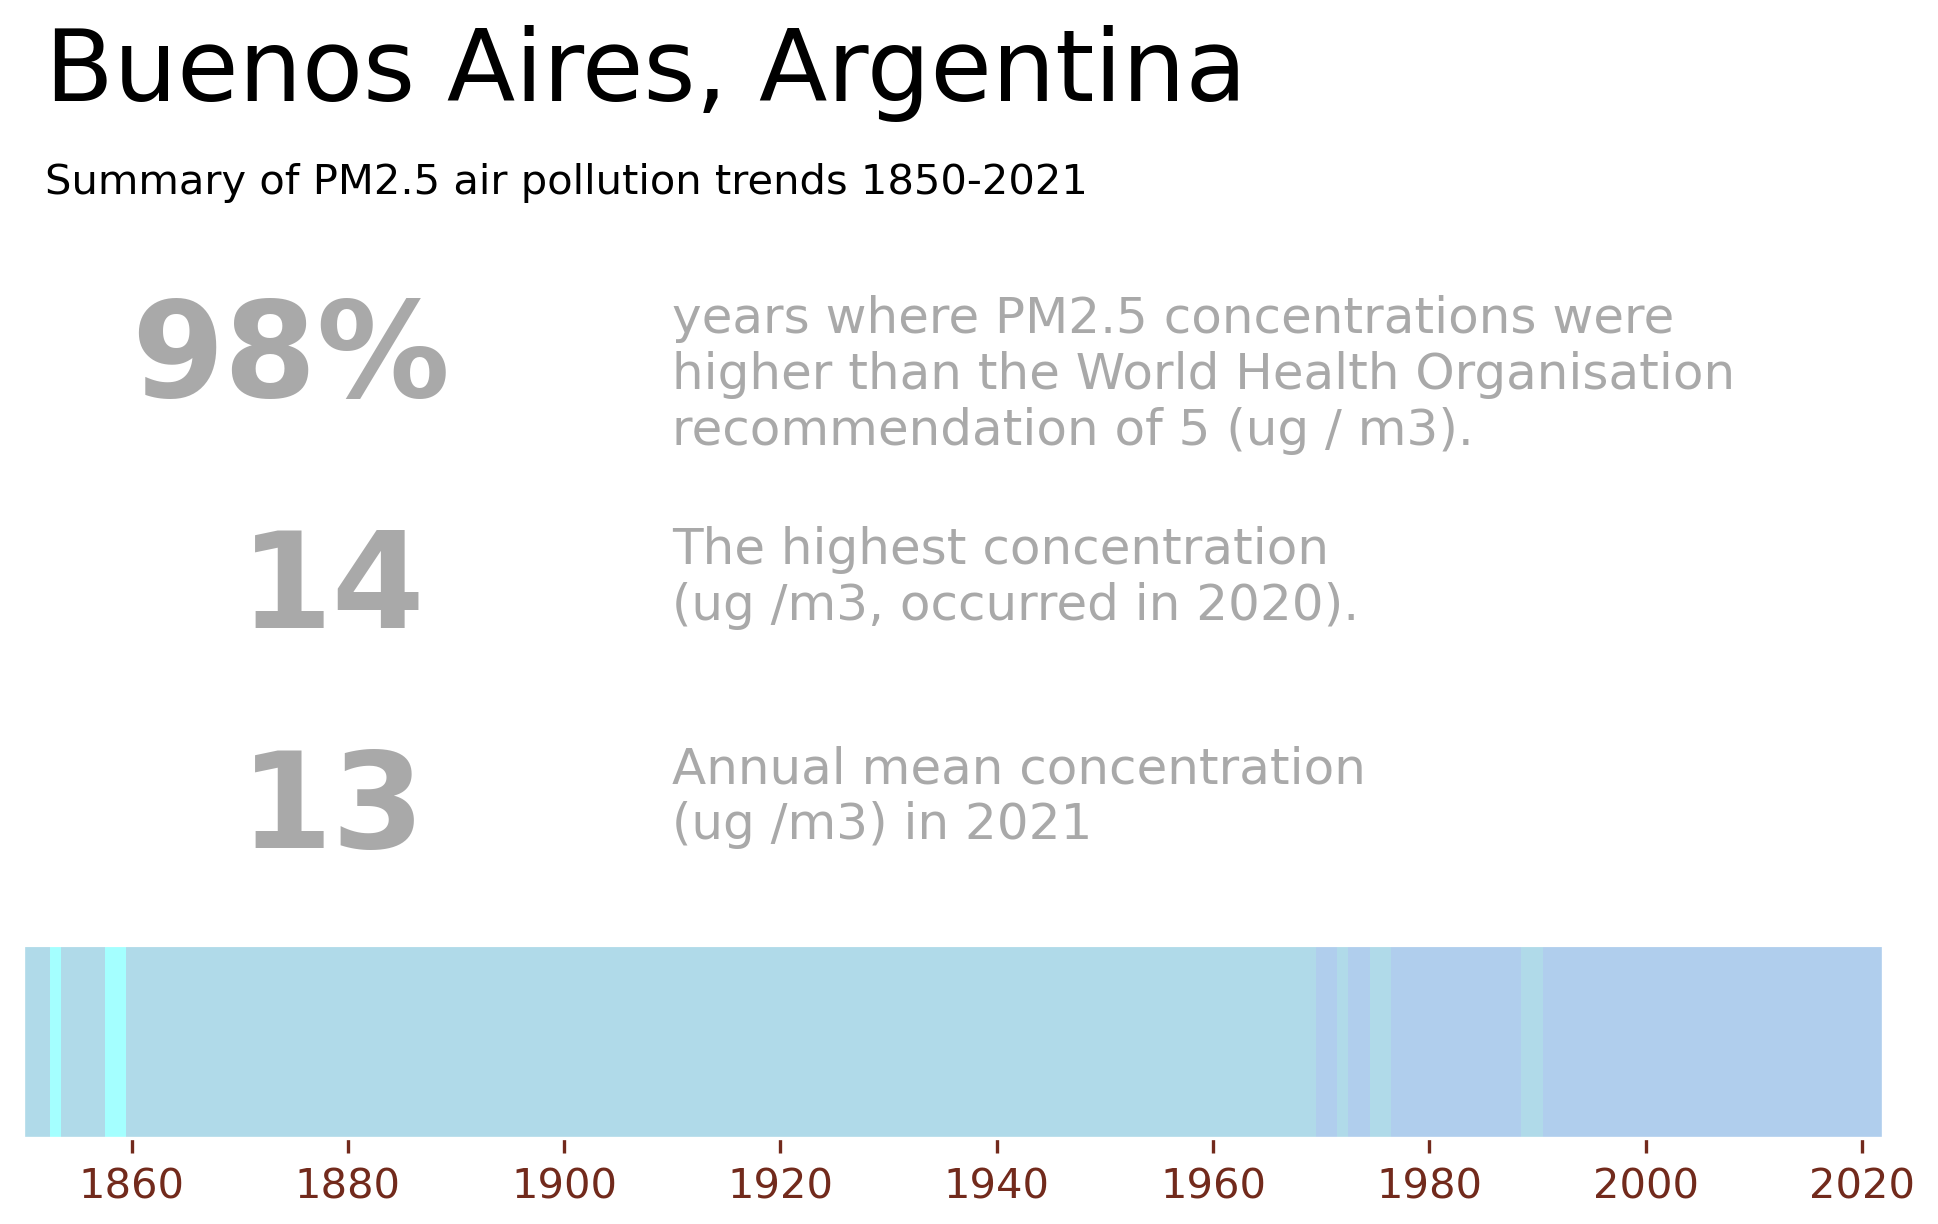 Buenos Aires, Argentina
Summary of PM2.5 air pollution trends 1850-2021
98%
years where PM2.5 concentrations were
higher than the World Health Organisation
recommendation of 5 (ug / m3).
14
The highest concentration
(ug /m3, occurred in 2020).
13
Annual mean concentration
(ug /m3) in 2021
1860 1880 1900 1920 1940 1960 1980 2000 2020